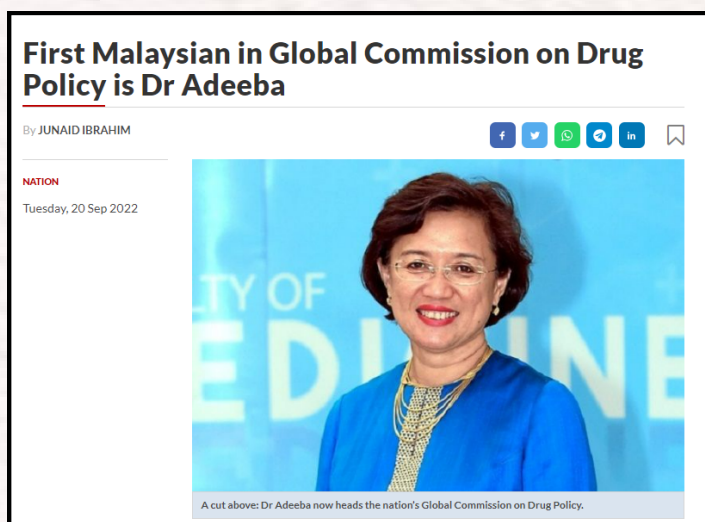 First Malaysian in Global Commission on Drug
Policy is Dr Adeeba
By JUNAID IBRAHIM
f
in
NATION
Tuesday, 20 Sep 2022
TY OF
EDI
INE
A cut above: Dr Adeeba now heads the nation's Global Commission on Drug Policy.